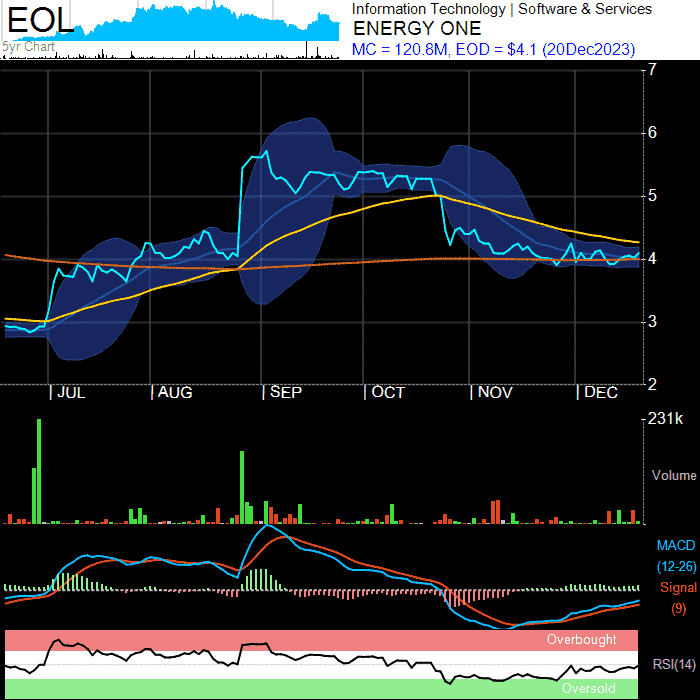 EOL
5yr Chart
Information Technology | Software & Services
ENERGY ONE
MC = 120.8M, EOD = $4.1 (20Dec2023)
7
6
5
4
3
2
| JUL | AUG | SEP | OCT | NOV | DEC
231k
Volume
MACD
(12-26)
Signal
(9)
Overbought
RSI(14)
Oversold